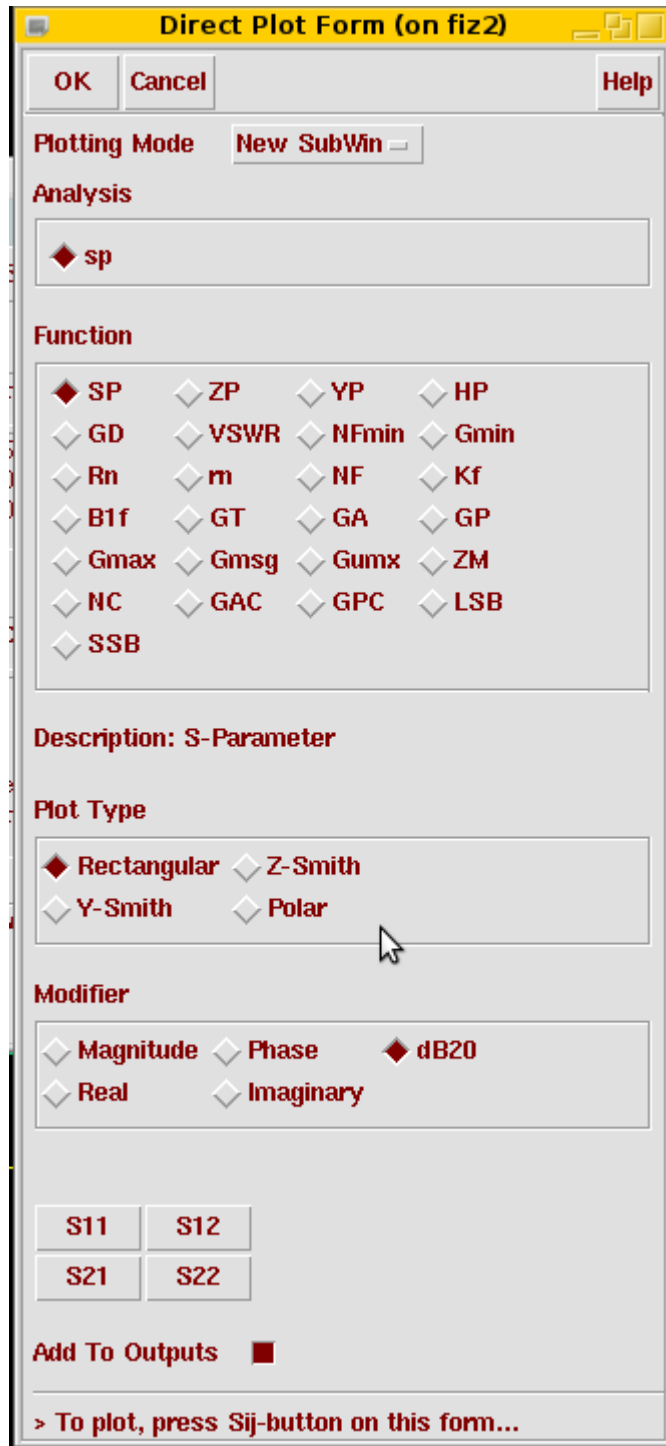 Direct Plot Form (on fiz2)
OK Cancel Help
Plotting Mode New SubWin
Analysis
sp
Function
SP ZP YP HP
GD VSWR NFmin Gmin
Rn rn NF Kf
B1f GT GA GP
Gmax Gmsg Gumx ZM
NC GAC GPC LSB
SSB
Description: S-Parameter
Plot Type
Rectangular Z-Smith
Y-Smith Polar
Modifier
Magnitude Phase dB20
Real Imaginary
S11 S12
S21 S22
Add To Outputs
> To plot, press Sij-button on this form...